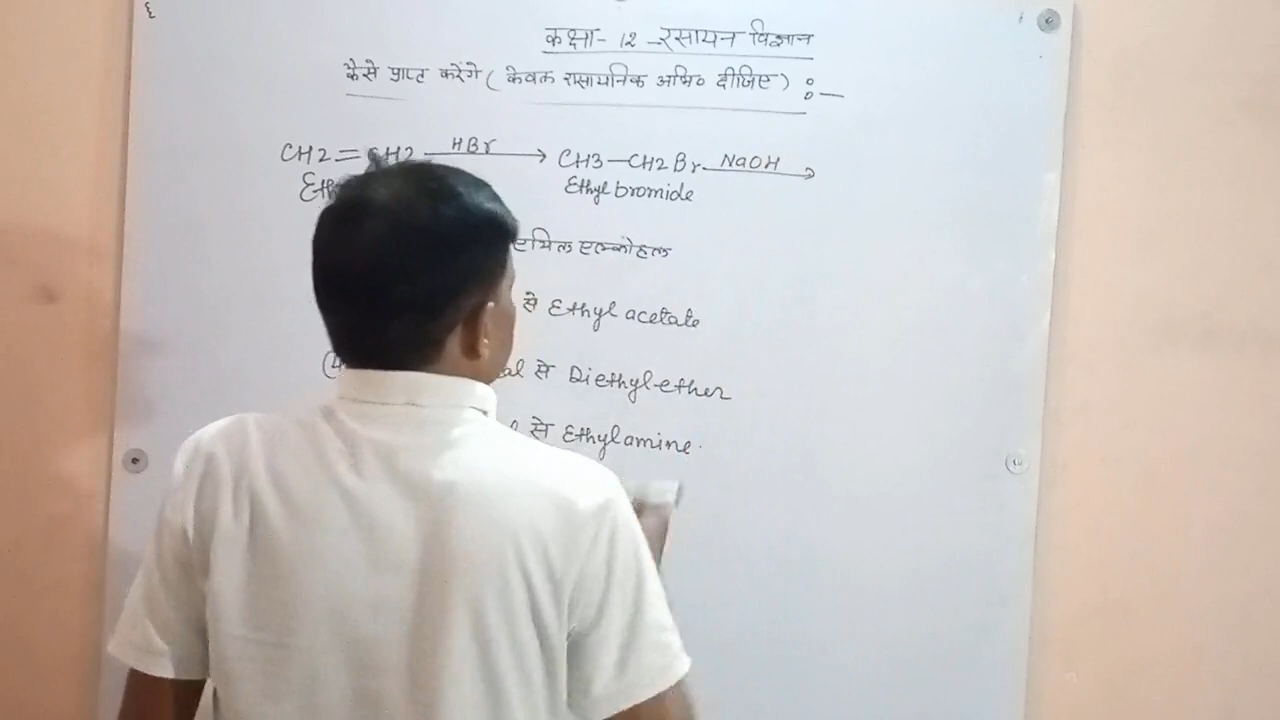 कक्षा- 12 - रसायन विज्ञान
कैसे प्राप्त करेंगे ( केवल रासायनिक अभि० दीजिए ) :—
CH2 = CH2 HBr → CH3—CH2Br NaOH →
Ethyl bromide
एथिल एल्कोहल
से Ethyl acetate
से Diethyl-ether
से Ethylamine.